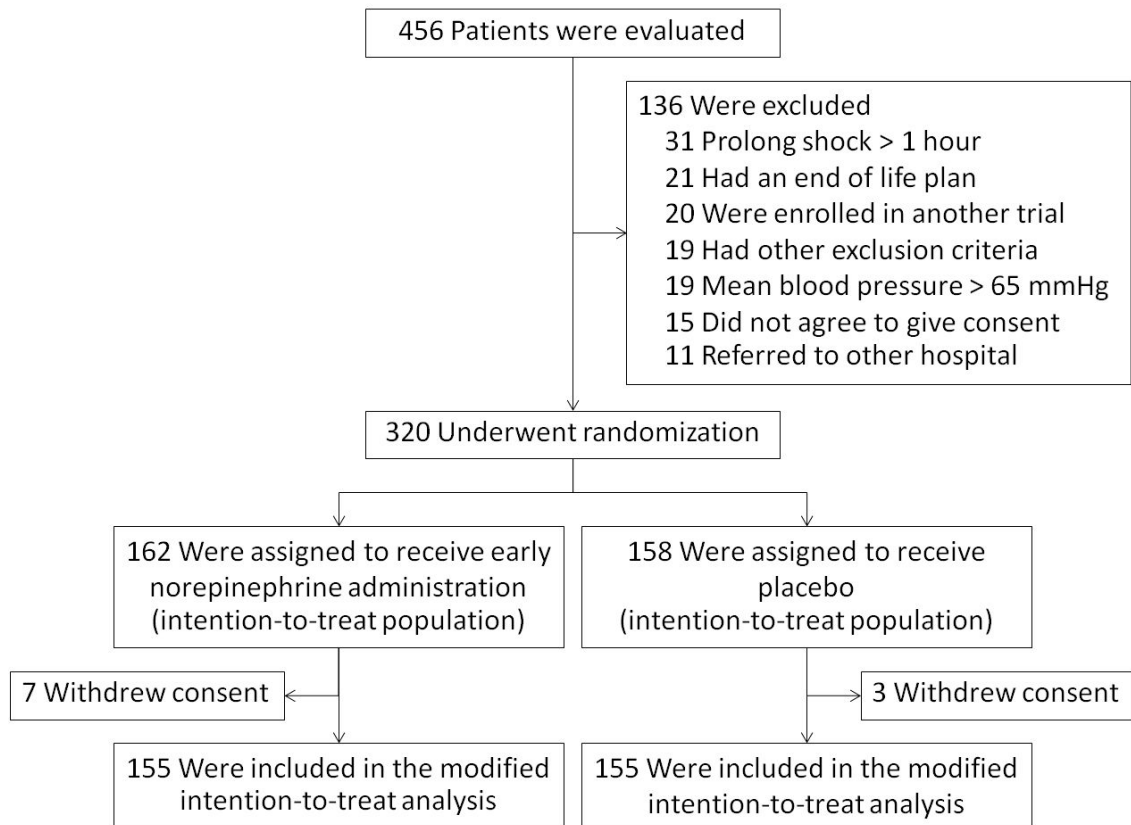 456 Patients were evaluated
136 Were excluded
31 Prolong shock > 1 hour
21 Had an end of life plan
20 Were enrolled in another trial
19 Had other exclusion criteria
19 Mean blood pressure > 65 mmHg
15 Did not agree to give consent
11 Referred to other hospital
320 Underwent randomization
162 Were assigned to receive early
norepinephrine administration
(intention-to-treat population)
158 Were assigned to receive
placebo
(intention-to-treat population)
7 Withdrew consent
3 Withdrew consent
155 Were included in the modified
intention-to-treat analysis
155 Were included in the modified
intention-to-treat analysis